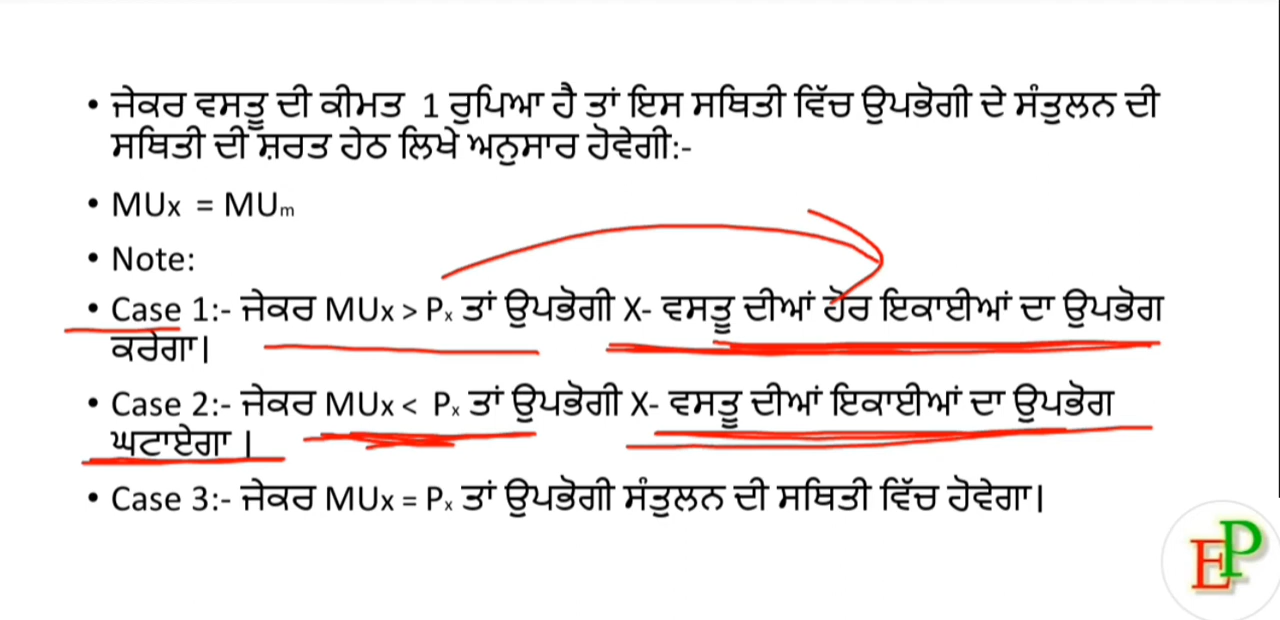 • ਜੇਕਰ ਵਸਤੂ ਦੀ ਕੀਮਤ 1 ਰੁਪਿਆ ਹੈ ਤਾਂ ਇਸ ਸਥਿਤੀ ਵਿੱਚ ਉਪਭੋਗੀ ਦੇ ਸੰਤੁਲਨ ਦੀ
ਸਥਿਤੀ ਦੀ ਸ਼ਰਤ ਹੇਠ ਲਿਖੇ ਅਨੁਸਾਰ ਹੋਵੇਗੀ:-
• MUx = MUₘ
• Note:
• Case 1:- ਜੇਕਰ MUx > Pₓ ਤਾਂ ਉਪਭੋਗੀ X- ਵਸਤੂ ਦੀਆਂ ਹੋਰ ਇਕਾਈਆਂ ਦਾ ਉਪਭੋਗ
ਕਰੇਗਾ।
• Case 2:- ਜੇਕਰ MUx < Pₓ ਤਾਂ ਉਪਭੋਗੀ X- ਵਸਤੂ ਦੀਆਂ ਇਕਾਈਆਂ ਦਾ ਉਪਭੋਗ
ਘਟਾਏਗਾ ।
• Case 3:- ਜੇਕਰ MUx = Pₓ ਤਾਂ ਉਪਭੋਗੀ ਸੰਤੁਲਨ ਦੀ ਸਥਿਤੀ ਵਿੱਚ ਹੋਵੇਗਾ।
EP